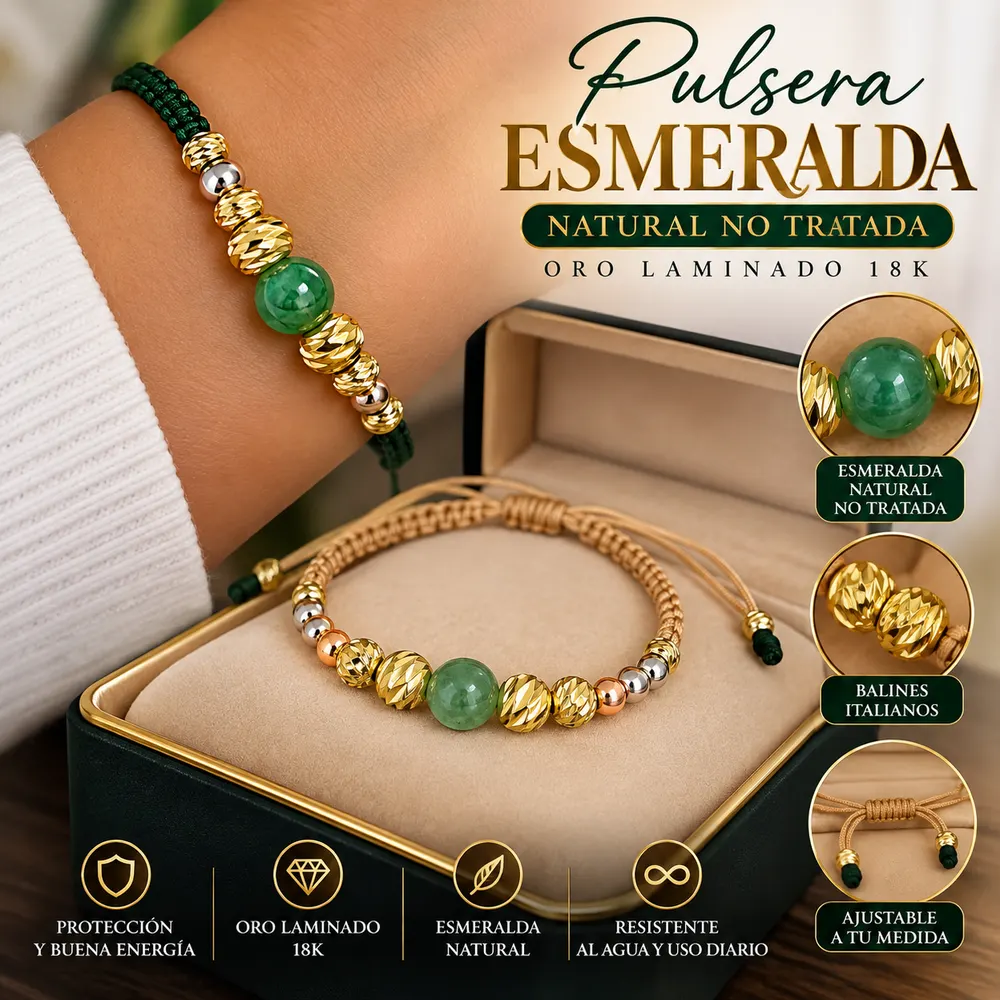 Pulsera
ESMERALDA
NATURAL NO TRATADA
ORO LAMINADO 18K
ESMERALDA
NATURAL
NO TRATADA
BALINES
ITALIANOS
AJUSTABLE
A TU MEDIDA
PROTECCIÓN
Y BUENA ENERGÍA
ORO LAMINADO
18K
ESMERALDA
NATURAL
RESISTENTE
AL AGUA Y USO DIARIO